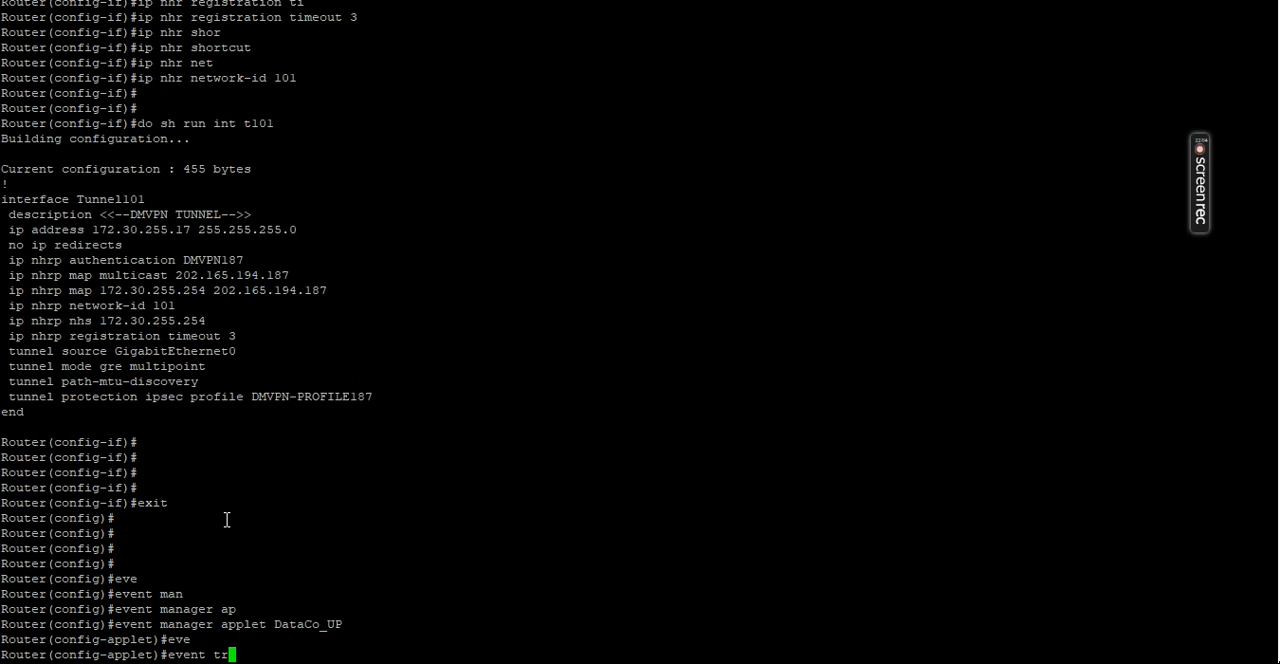 Router(config-if)#ip nhr registration ti
Router(config-if)#ip nhr registration timeout 3
Router(config-if)#ip nhr shor
Router(config-if)#ip nhr shortcut
Router(config-if)#ip nhr net
Router(config-if)#ip nhr network-id 101
Router(config-if)#
Router(config-if)#
Router(config-if)#do sh run int t101
Building configuration...
Current configuration : 455 bytes
!
interface Tunnel101
description <<--DMVPN TUNNEL-->>
ip address 172.30.255.17 255.255.255.0
no ip redirects
ip nhrp authentication DMVPN187
ip nhrp map multicast 202.165.194.187
ip nhrp map 172.30.255.254 202.165.194.187
ip nhrp network-id 101
ip nhrp nhs 172.30.255.254
ip nhrp registration timeout 3
tunnel source GigabitEthernet0
tunnel mode gre multipoint
tunnel path-mtu-discovery
tunnel protection ipsec profile DMVPN-PROFILE187
end
Router(config-if)#
Router(config-if)#
Router(config-if)#
Router(config-if)#
Router(config-if)#exit
Router(config)#
Router(config)#
Router(config)#
Router(config)#
Router(config)#eve
Router(config)#event man
Router(config)#event manager ap
Router(config)#event manager applet DataCo_UP
Router(config-applet)#eve
Router(config-applet)#event tr
screenrec